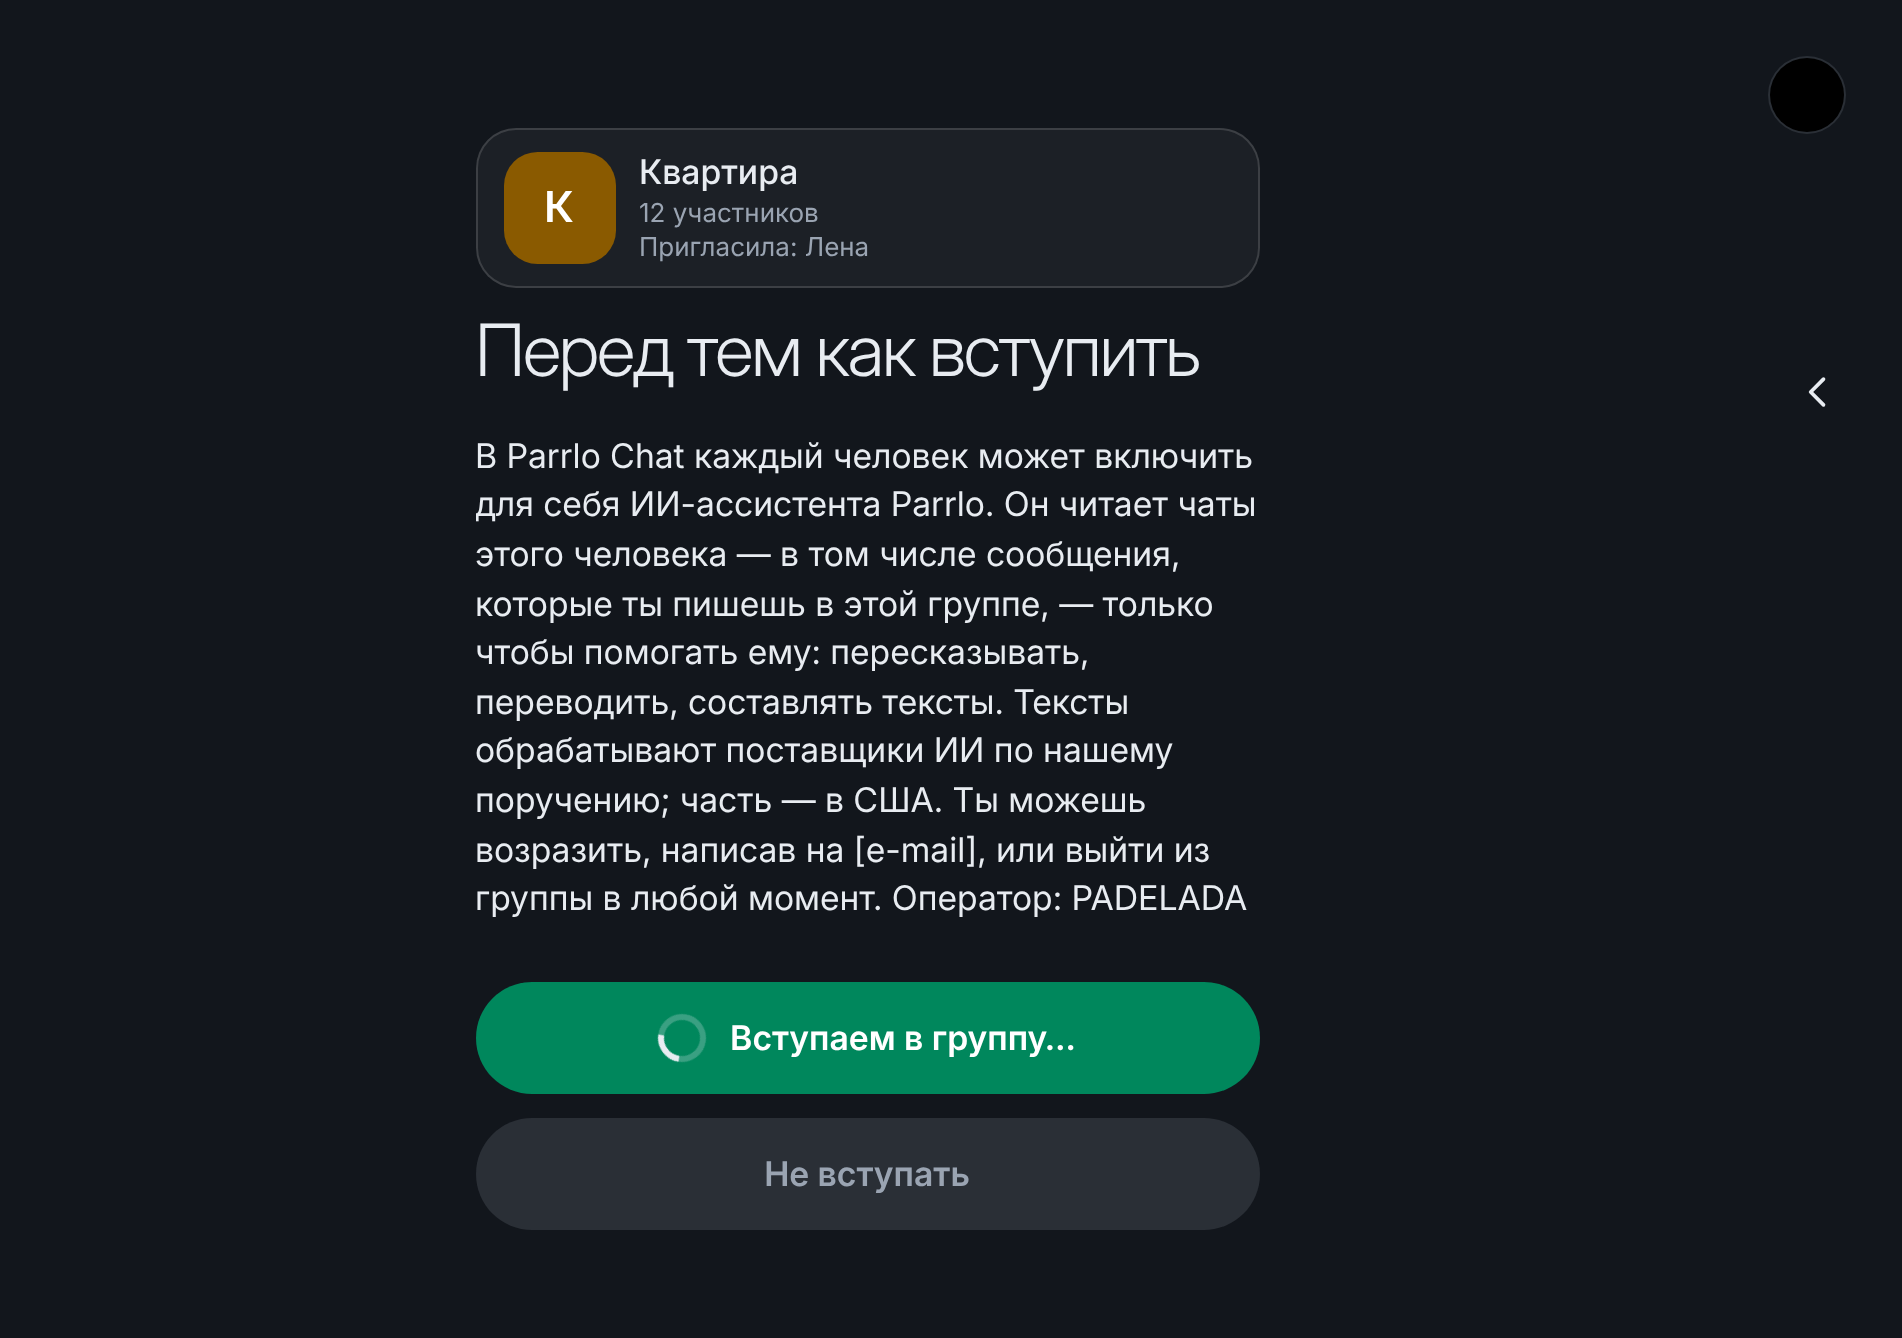 К
Квартира
12 участников
Пригласила: Лена
Перед тем как вступить
В Parrlo Chat каждый человек может включить
для себя ИИ-ассистента Parrlo. Он читает чаты
этого человека — в том числе сообщения,
которые ты пишешь в этой группе, — только
чтобы помогать ему: пересказывать,
переводить, составлять тексты. Тексты
обрабатывают поставщики ИИ по нашему
поручению; часть — в США. Ты можешь
возразить, написав на [e-mail], или выйти из
группы в любой момент. Оператор: PADELADA
Вступаем в группу...
Не вступать